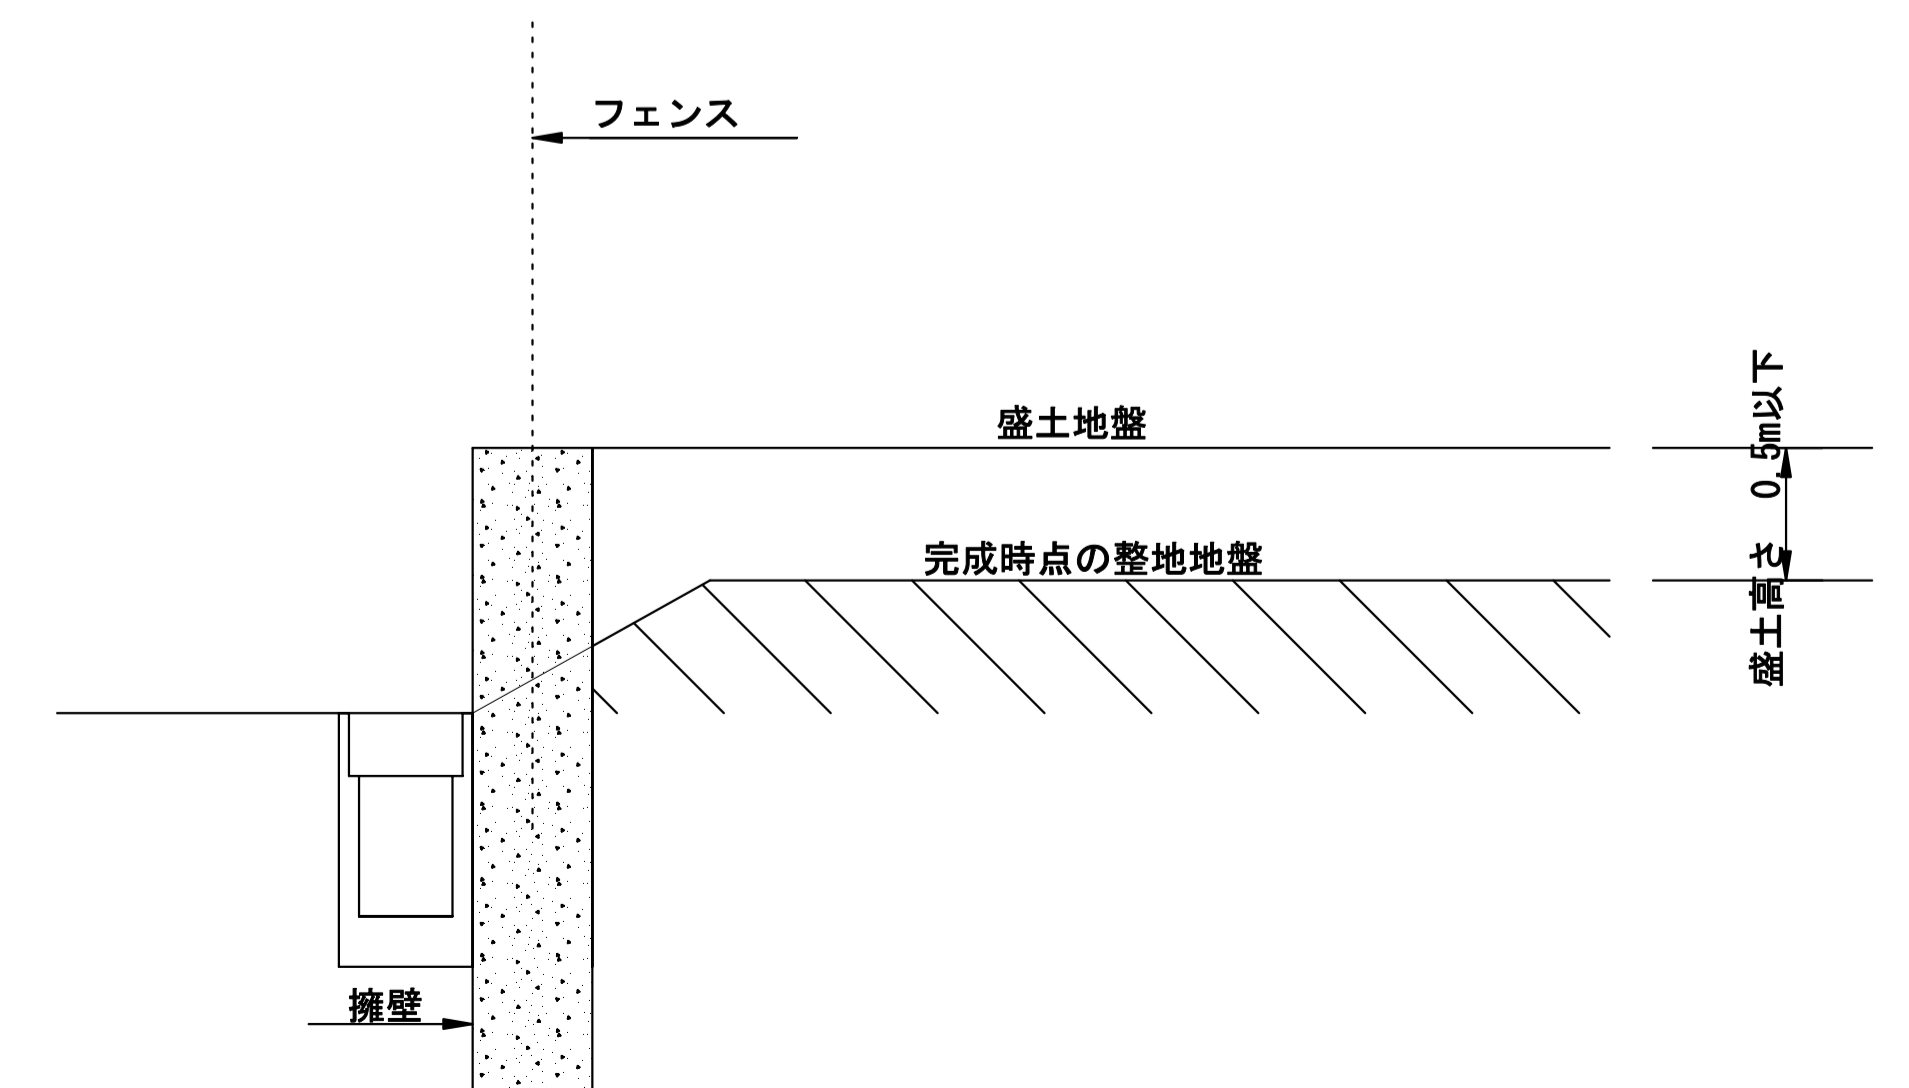 フェンス
盛土地盤
完成時点の整地地盤
盛土高さ 0.5m以下
擁壁